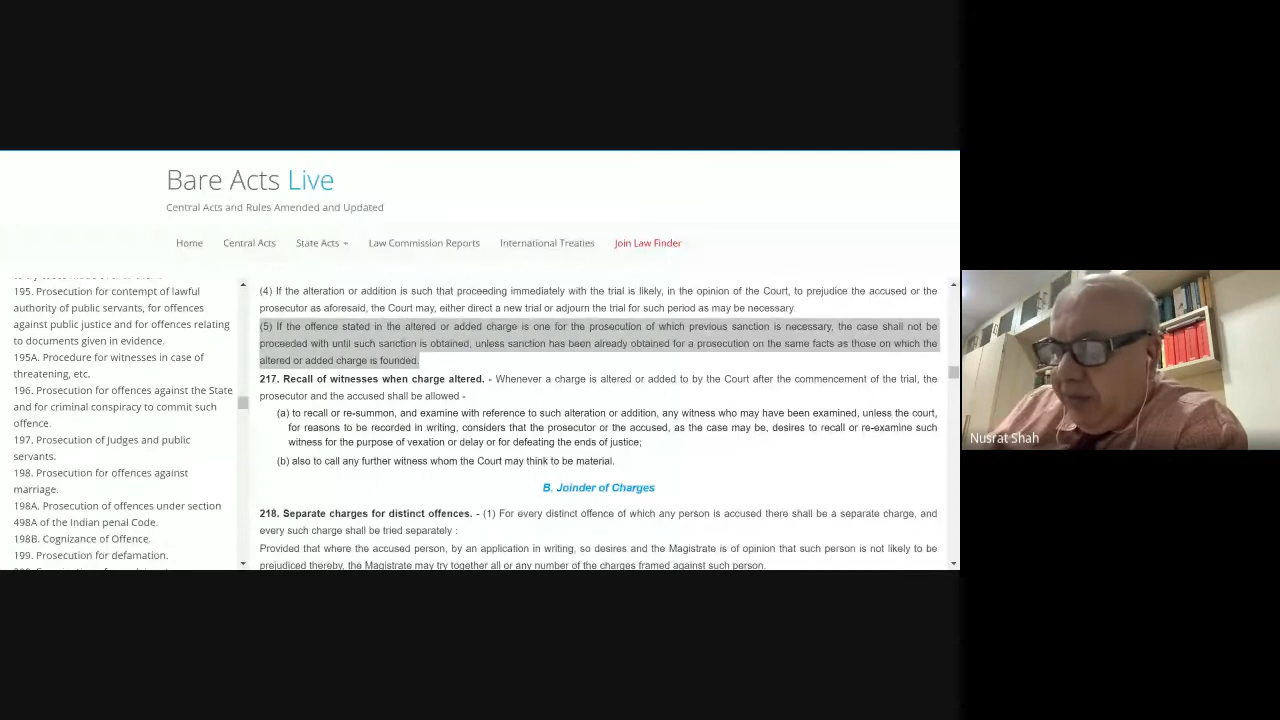 Bare Acts Live
Central Acts and Rules Amended and Updated
Home Central Acts State Acts Law Commission Reports International Treaties Join Law Finder
195. Prosecution for contempt of lawful
authority of public servants, for offences
against public justice and for offences relating
to documents given in evidence.
195A. Procedure for witnesses in case of
threatening, etc.
196. Prosecution for offences against the State
and for criminal conspiracy to commit such
offence.
197. Prosecution of Judges and public
servants.
198. Prosecution for offences against
marriage.
198A. Prosecution of offences under section
498A of the Indian penal Code.
198B. Cognizance of Offence.
199. Prosecution for defamation.
(4) If the alteration or addition is such that proceeding immediately with the trial is likely, in the opinion of the Court, to prejudice the accused or the
prosecutor as aforesaid, the Court may, either direct a new trial or adjourn the trial for such period as may be necessary.
(5) If the offence stated in the altered or added charge is one for the prosecution of which previous sanction is necessary, the case shall not be
proceeded with until such sanction is obtained, unless sanction has been already obtained for a prosecution on the same facts as those on which the
altered or added charge is founded.
217. Recall of witnesses when charge altered. - Whenever a charge is altered or added to by the Court after the commencement of the trial, the
prosecutor and the accused shall be allowed -
(a) to recall or re-summon, and examine with reference to such alteration or addition, any witness who may have been examined, unless the court,
for reasons to be recorded in writing, considers that the prosecutor or the accused, as the case may be, desires to recall or re-examine such
witness for the purpose of vexation or delay or for defeating the ends of justice;
(b) also to call any further witness whom the Court may think to be material.
B. Joinder of Charges
218. Separate charges for distinct offences. - (1) For every distinct offence of which any person is accused there shall be a separate charge, and
every such charge shall be tried separately :
Provided that where the accused person, by an application in writing, so desires and the Magistrate is of opinion that such person is not likely to be
prejudiced thereby, the Magistrate may try together all or any number of the charges framed against such person.
Nusrat Shah